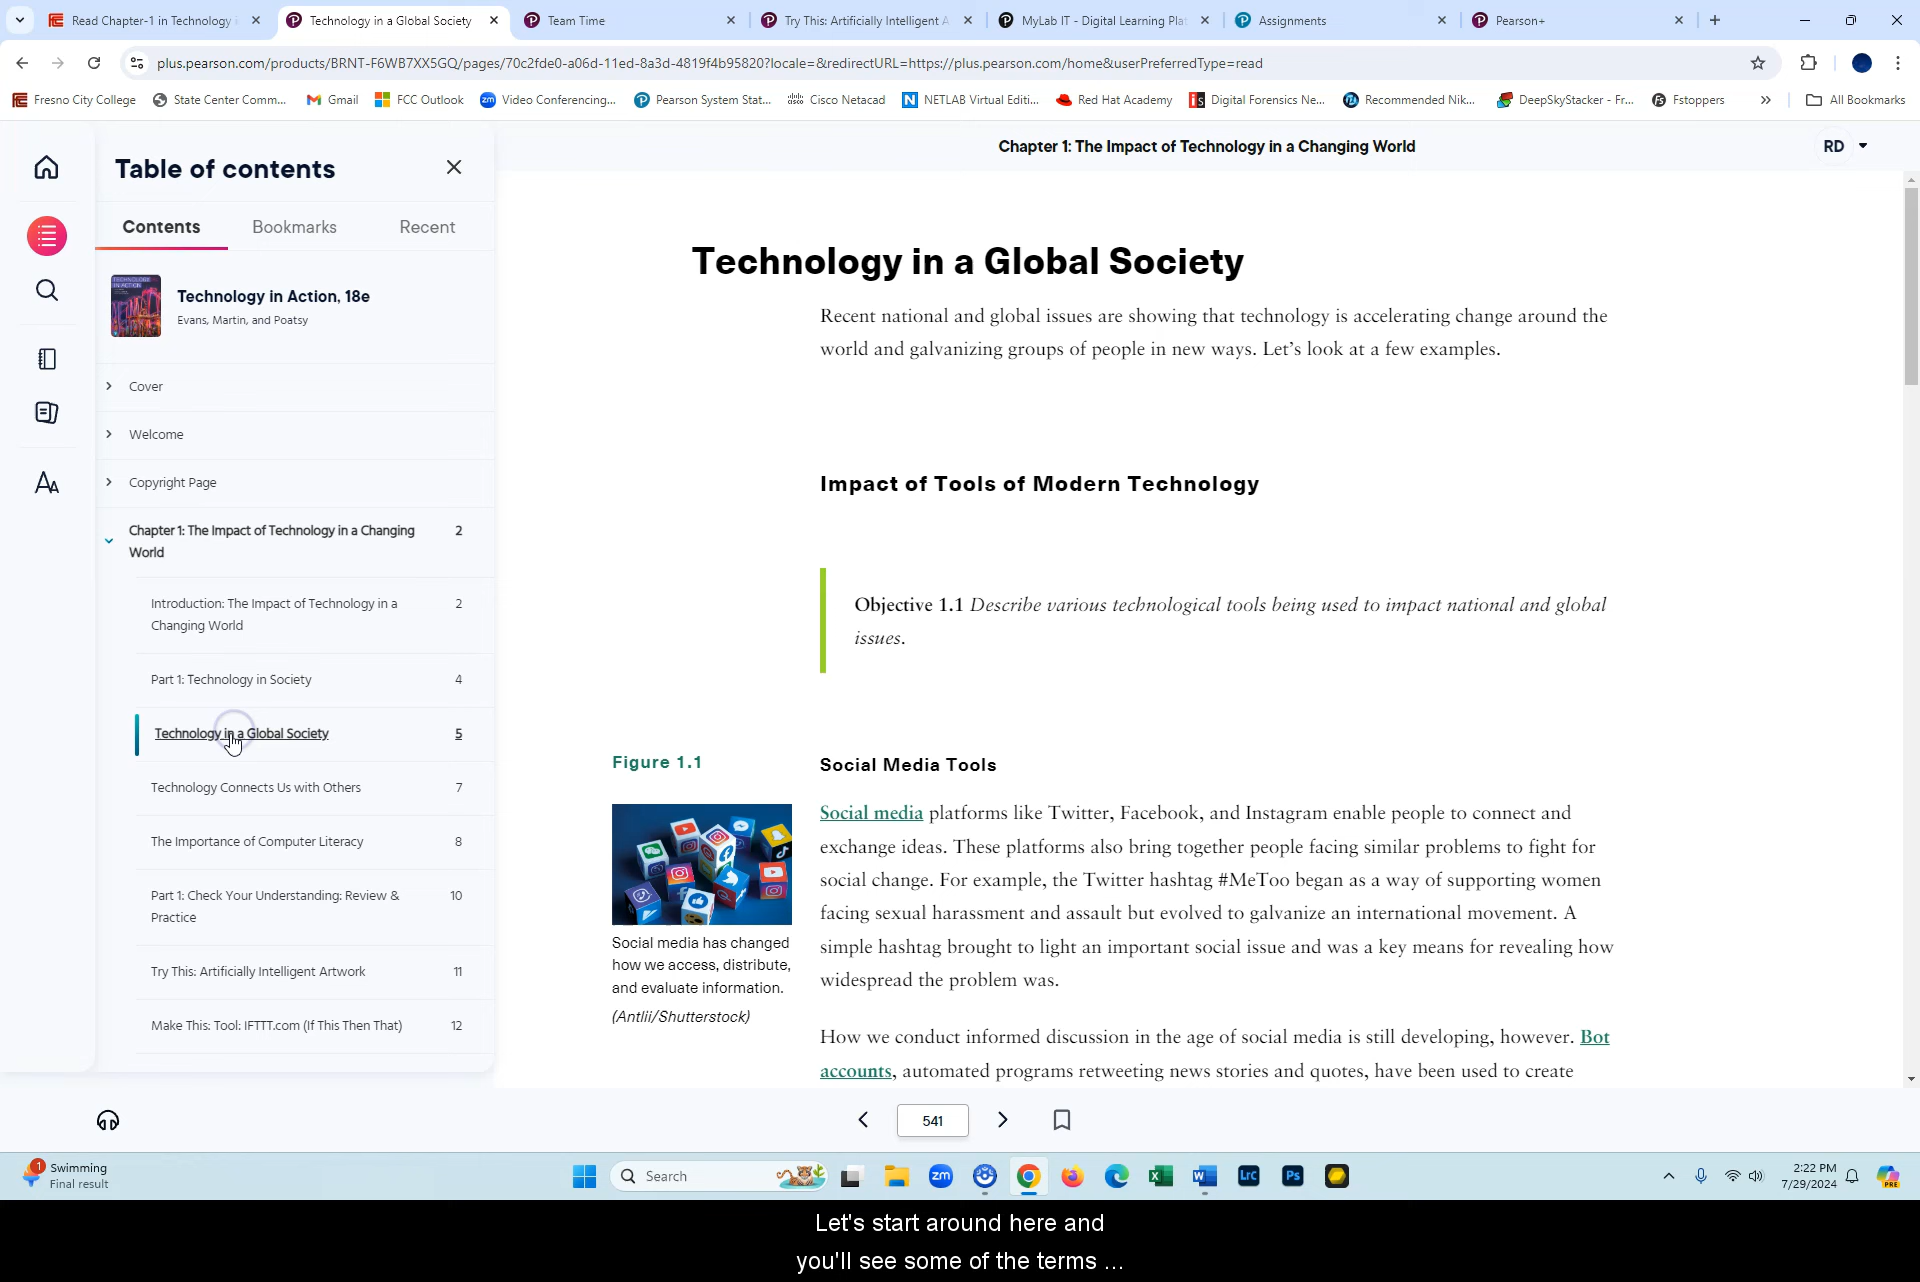 Read Chapter-1 in Technology i
Technology in a Global Society
Team Time
Try This: Artificially Intelligent A
MyLab IT - Digital Learning Plat
Assignments
Pearson+
plus.pearson.com/products/BRNT-F6WB7XX5GQ/pages/70c2fde0-a06d-11ed-8a3d-4819f4b95820?locale=&redirectURL=https://plus.pearson.com/home&userPreferredType=read
Fresno City College
State Center Comm...
Gmail
FCC Outlook
Video Conferencing...
Pearson System Stat...
Cisco Netacad
NETLAB Virtual Editi...
Red Hat Academy
Digital Forensics Ne...
Recommended Nik...
DeepSkyStacker - Fr...
Fstoppers
All Bookmarks
Table of contents
Contents
Bookmarks
Recent
Technology in Action, 18e
Evans, Martin, and Poatsy
Cover
Welcome
Copyright Page
Chapter 1: The Impact of Technology in a Changing 2
World
Introduction: The Impact of Technology in a 2
Changing World
Part 1: Technology in Society 4
Technology in a Global Society 5
Technology Connects Us with Others 7
The Importance of Computer Literacy 8
Part 1: Check Your Understanding: Review & 10
Practice
Try This: Artificially Intelligent Artwork 11
Make This: Tool: IFTTT.com (If This Then That) 12
Chapter 1: The Impact of Technology in a Changing World
RD
Technology in a Global Society
Recent national and global issues are showing that technology is accelerating change around the
world and galvanizing groups of people in new ways. Let's look at a few examples.
Impact of Tools of Modern Technology
Objective 1.1 Describe various technological tools being used to impact national and global
issues.
Figure 1.1
Social media has changed
how we access, distribute,
and evaluate information.
(Antlii/Shutterstock)
Social Media Tools
Social media platforms like Twitter, Facebook, and Instagram enable people to connect and
exchange ideas. These platforms also bring together people facing similar problems to fight for
social change. For example, the Twitter hashtag #MeToo began as a way of supporting women
facing sexual harassment and assault but evolved to galvanize an international movement. A
simple hashtag brought to light an important social issue and was a key means for revealing how
widespread the problem was.
How we conduct informed discussion in the age of social media is still developing, however. Bot
accounts, automated programs retweeting news stories and quotes, have been used to create
541
1
Swimming
Final result
Search
zm
LrC
Ps
2:22 PM
7/29/2024
PRE
Let's start around here and
you'll see some of the terms ...